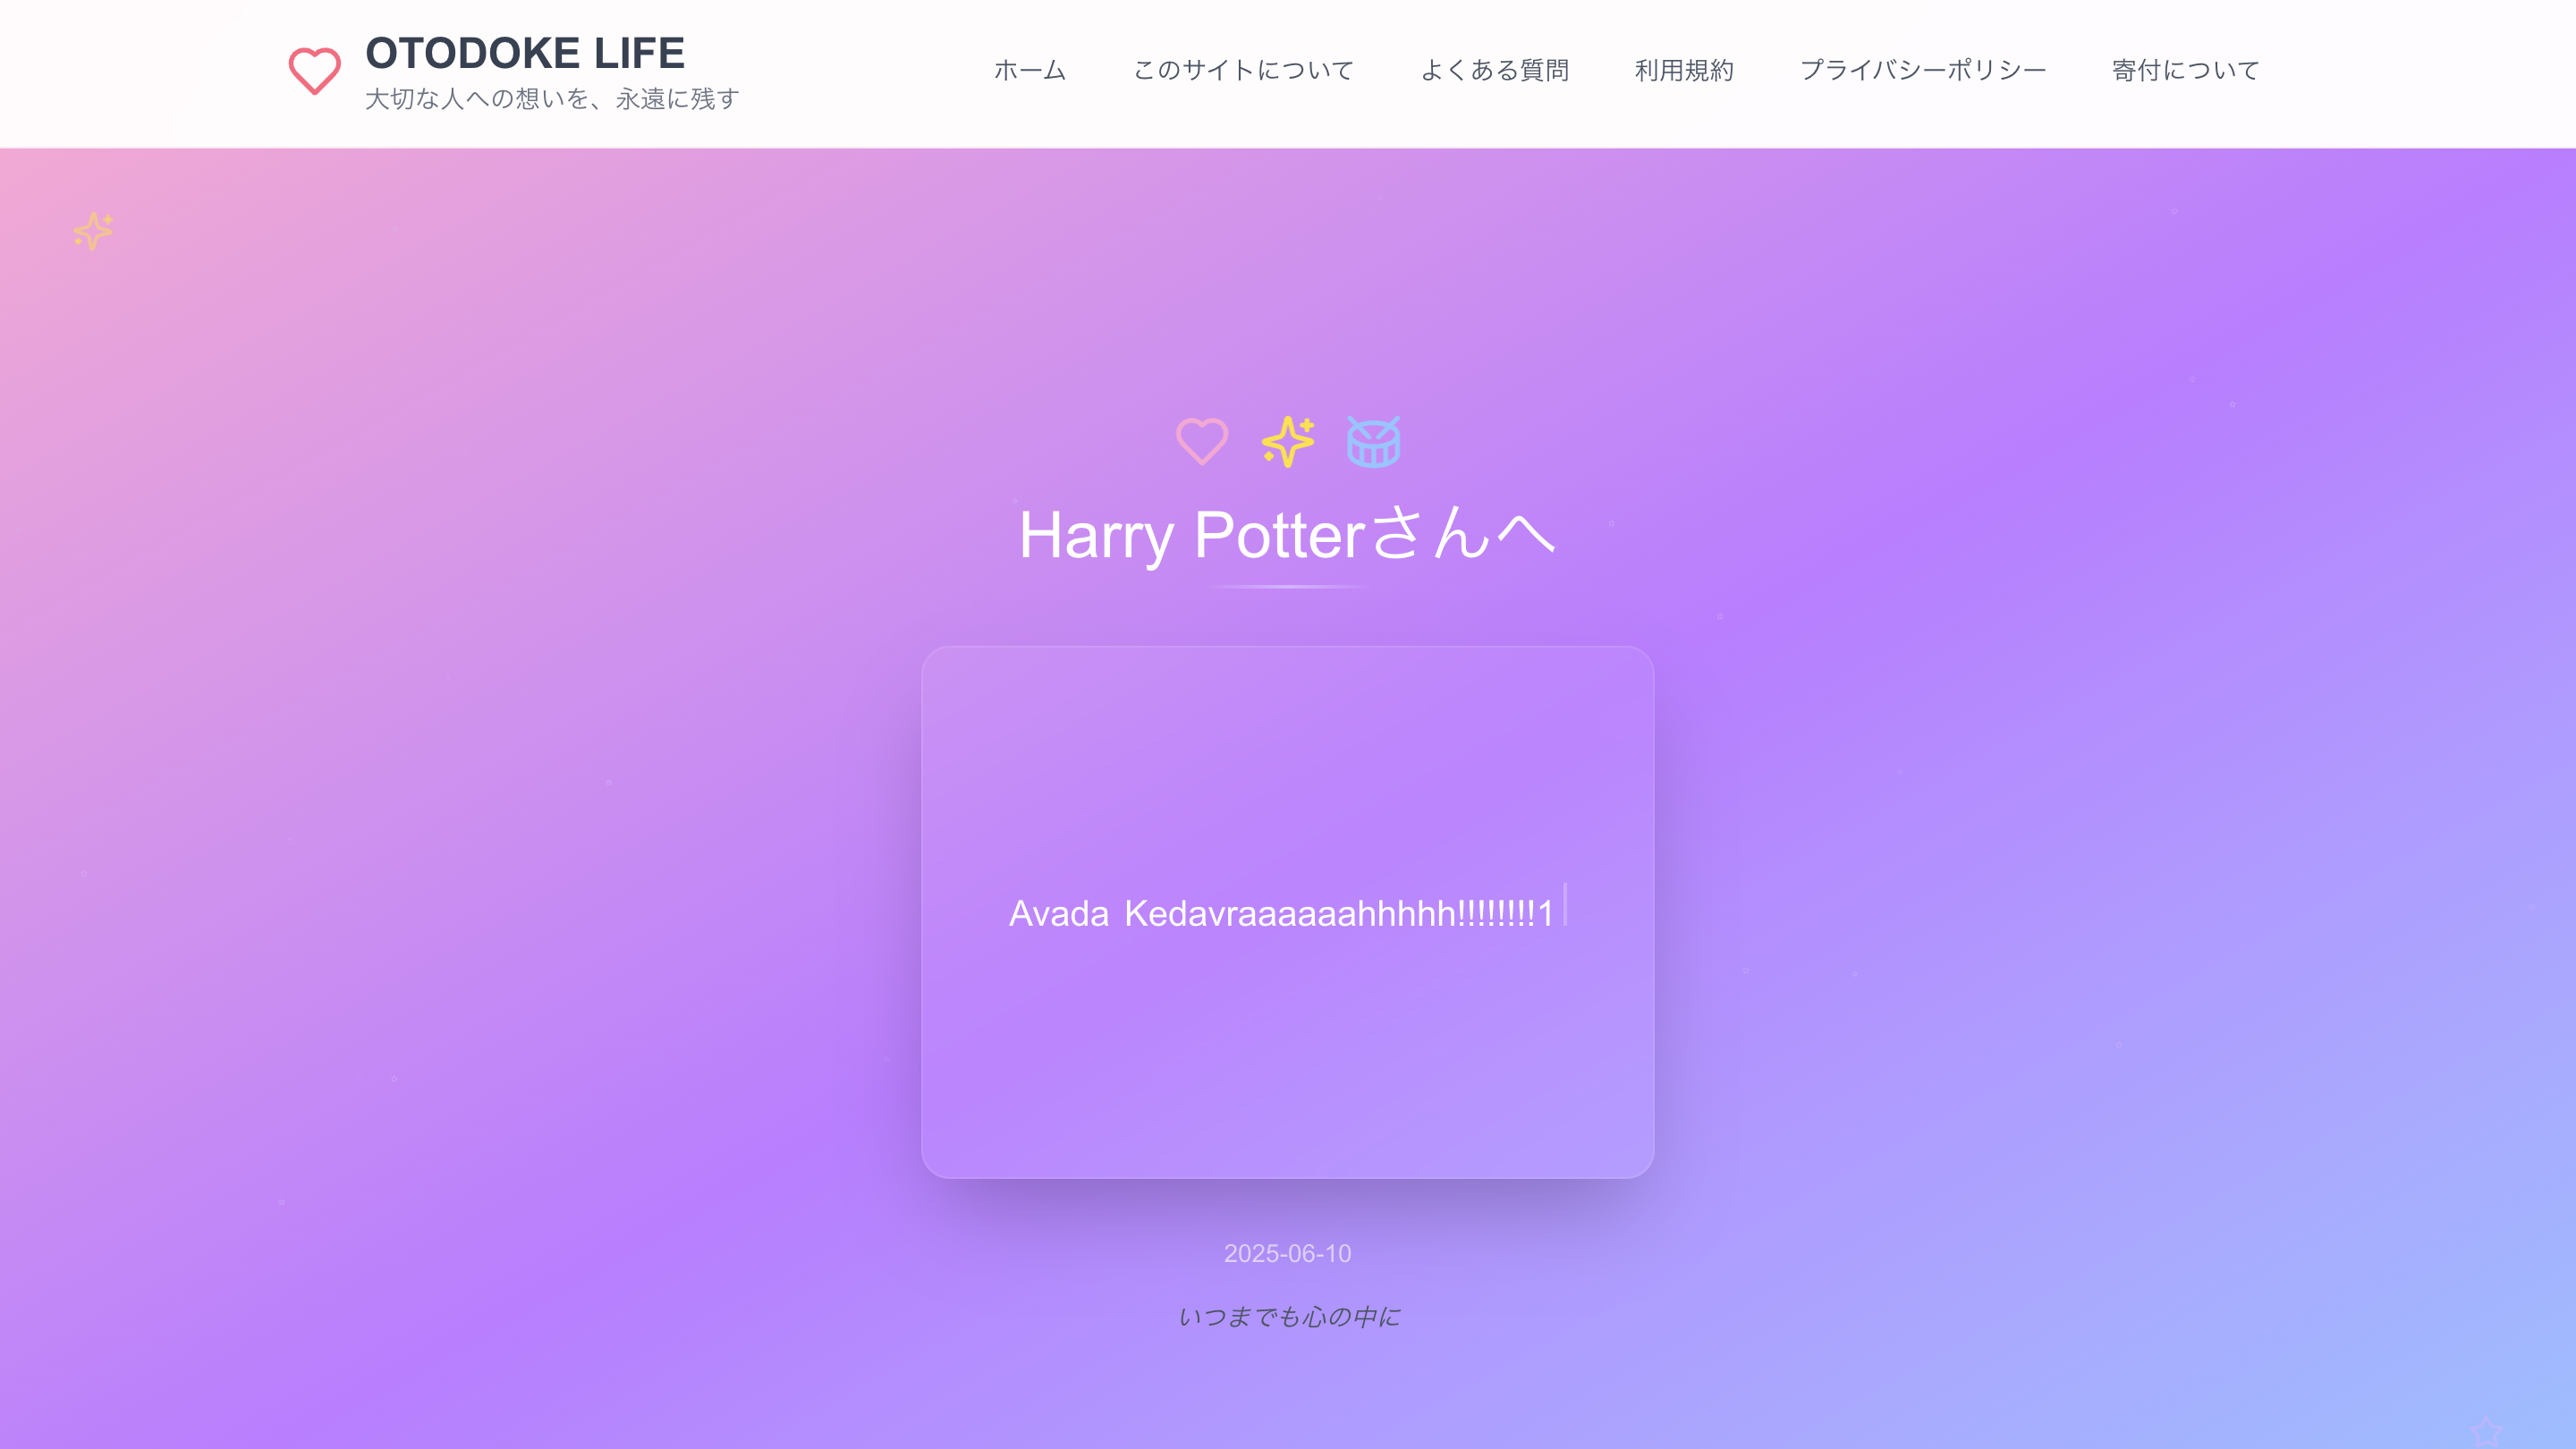 OTODOKE LIFE
大切な人への想いを、永遠に残す
ホーム このサイトについて よくある質問 利用規約 プライバシーポリシー 寄付について
Harry Potterさんへ
Avada Kedavraaaaaahhhhh!!!!!!!!1
2025-06-10
いつまでも心の中に